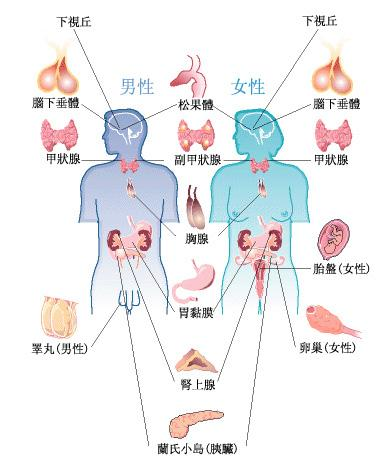 下視丘
下視丘
男性
女性
腦下垂體
松果體
腦下垂體
甲狀腺
副甲狀腺
甲狀腺
胸腺
胎盤(女性)
胃黏膜
睪丸(男性)
卵巢(女性)
腎上腺
蘭氏小島(胰臟)